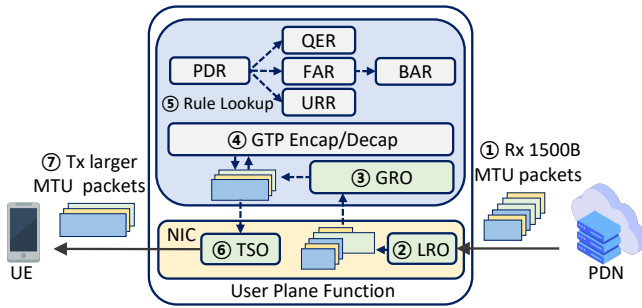 QER
PDR
FAR
BAR
⑤ Rule Lookup
URR
④ GTP Encap/Decap
⑦ Tx larger
MTU packets
③ GRO
① Rx 1500B
MTU packets
NIC
⑥ TSO
② LRO
UE
PDN
User Plane Function